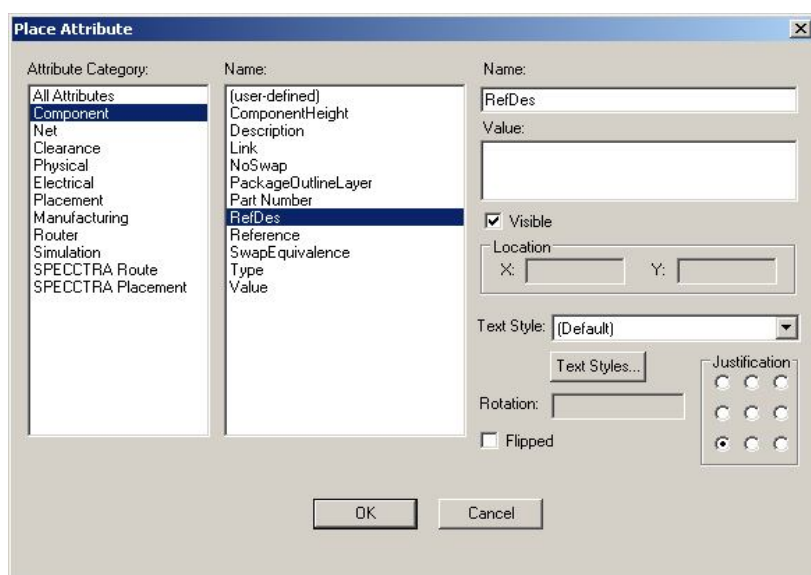 Place Attribute
Attribute Category:
All Attributes
Component
Net
Clearance
Physical
Electrical
Placement
Manufacturing
Router
Simulation
SPECCTRA Route
SPECCTRA Placement
Name:
(user-defined)
ComponentHeight
Description
Link
NoSwap
PackageOutlineLayer
Part Number
RefDes
Reference
SwapEquivalence
Type
Value
Name:
RefDes
Value:
Visible
Location
X: Y:
Text Style: (Default)
Text Styles...
Justification
Rotation:
Flipped
OK Cancel